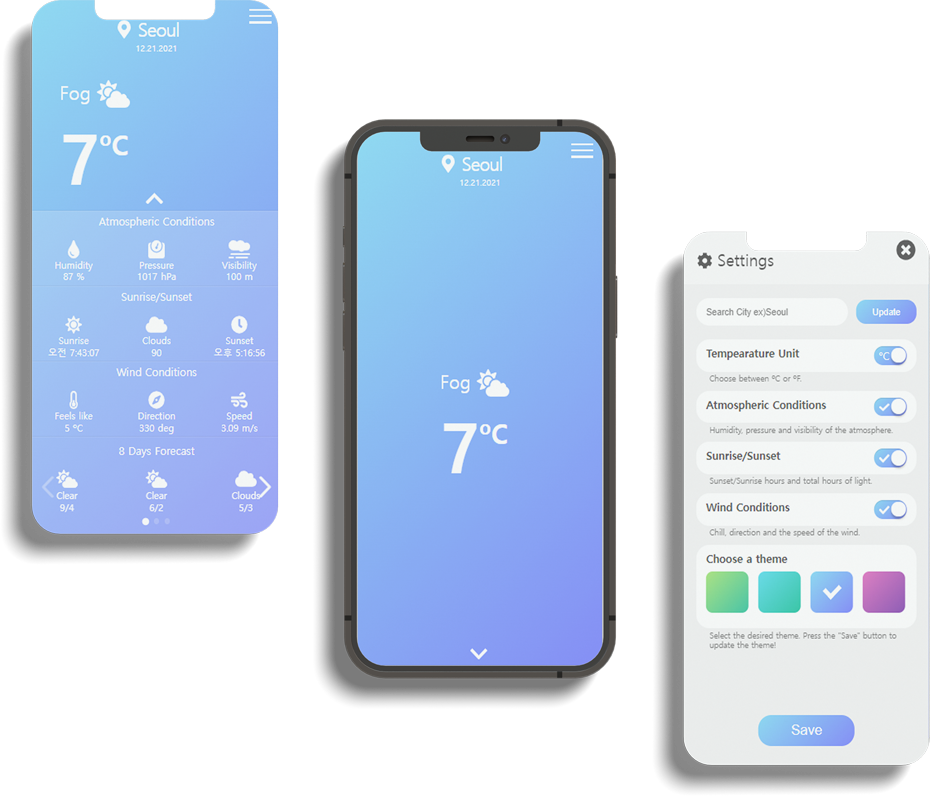 Seoul
12.21.2021
Fog
7°C
Atmospheric Conditions
Humidity Pressure Visibility
87 % 1017 hPa 100 m
Sunrise/Sunset
Sunrise Clouds Sunset
오전 7:43:07 90 오후 5:16:56
Wind Conditions
Feels like Direction Speed
5 °C 330 deg 3.09 m/s
8 Days Forecast
Clear Clear Clouds
9/4 6/2 5/3
Seoul
12.21.2021
Fog
7°C
Settings
Search City ex)Seoul Update
Tempearature Unit °C
Choose between °C or °F.
Atmospheric Conditions
Humidity, pressure and visibility of the atmosphere.
Sunrise/Sunset
Sunset/Sunrise hours and total hours of light.
Wind Conditions
Chill, direction and the speed of the wind.
Choose a theme
Select the desired theme. Press the "Save" button to
update the theme!
Save